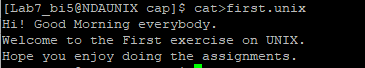 [Lab7_bi5@NDAUNIX cap]$ cat>first.unix
Hi! Good Morning everybody.
Welcome to the First exercise on UNIX.
Hope you enjoy doing the assignments.